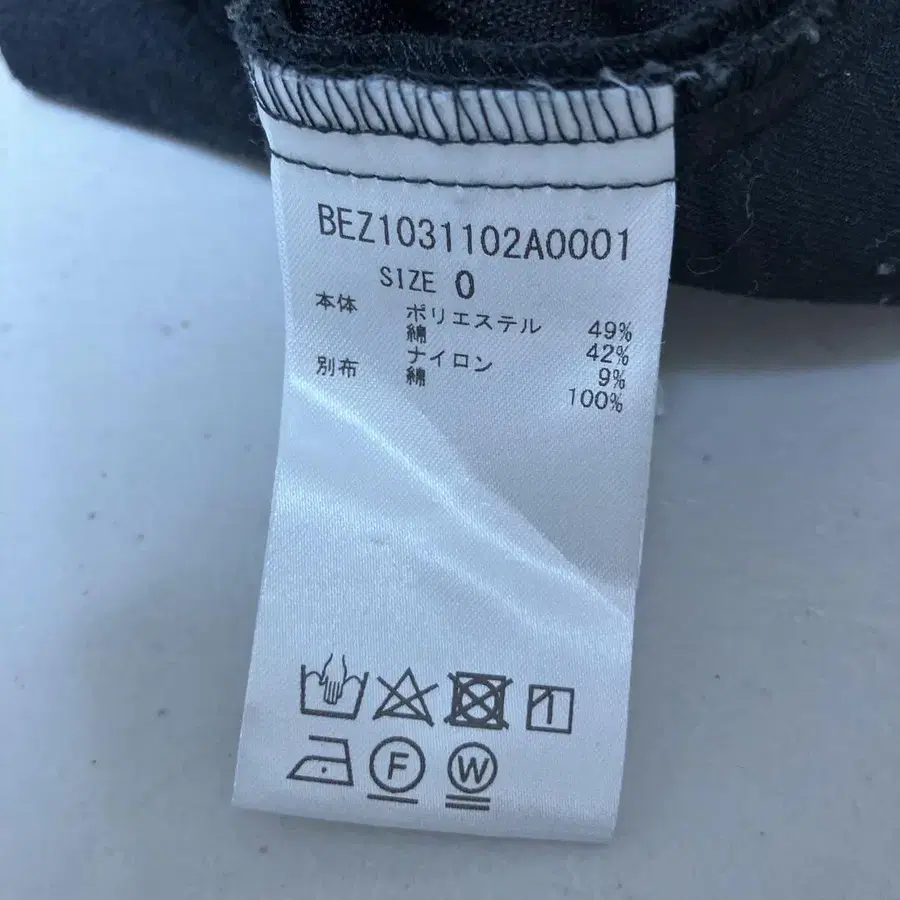 BEZ1031102A0001
SIZE 0
本体 ポリエステル 49%
綿 42%
ナイロン 9%
別布 綿 100%
F W